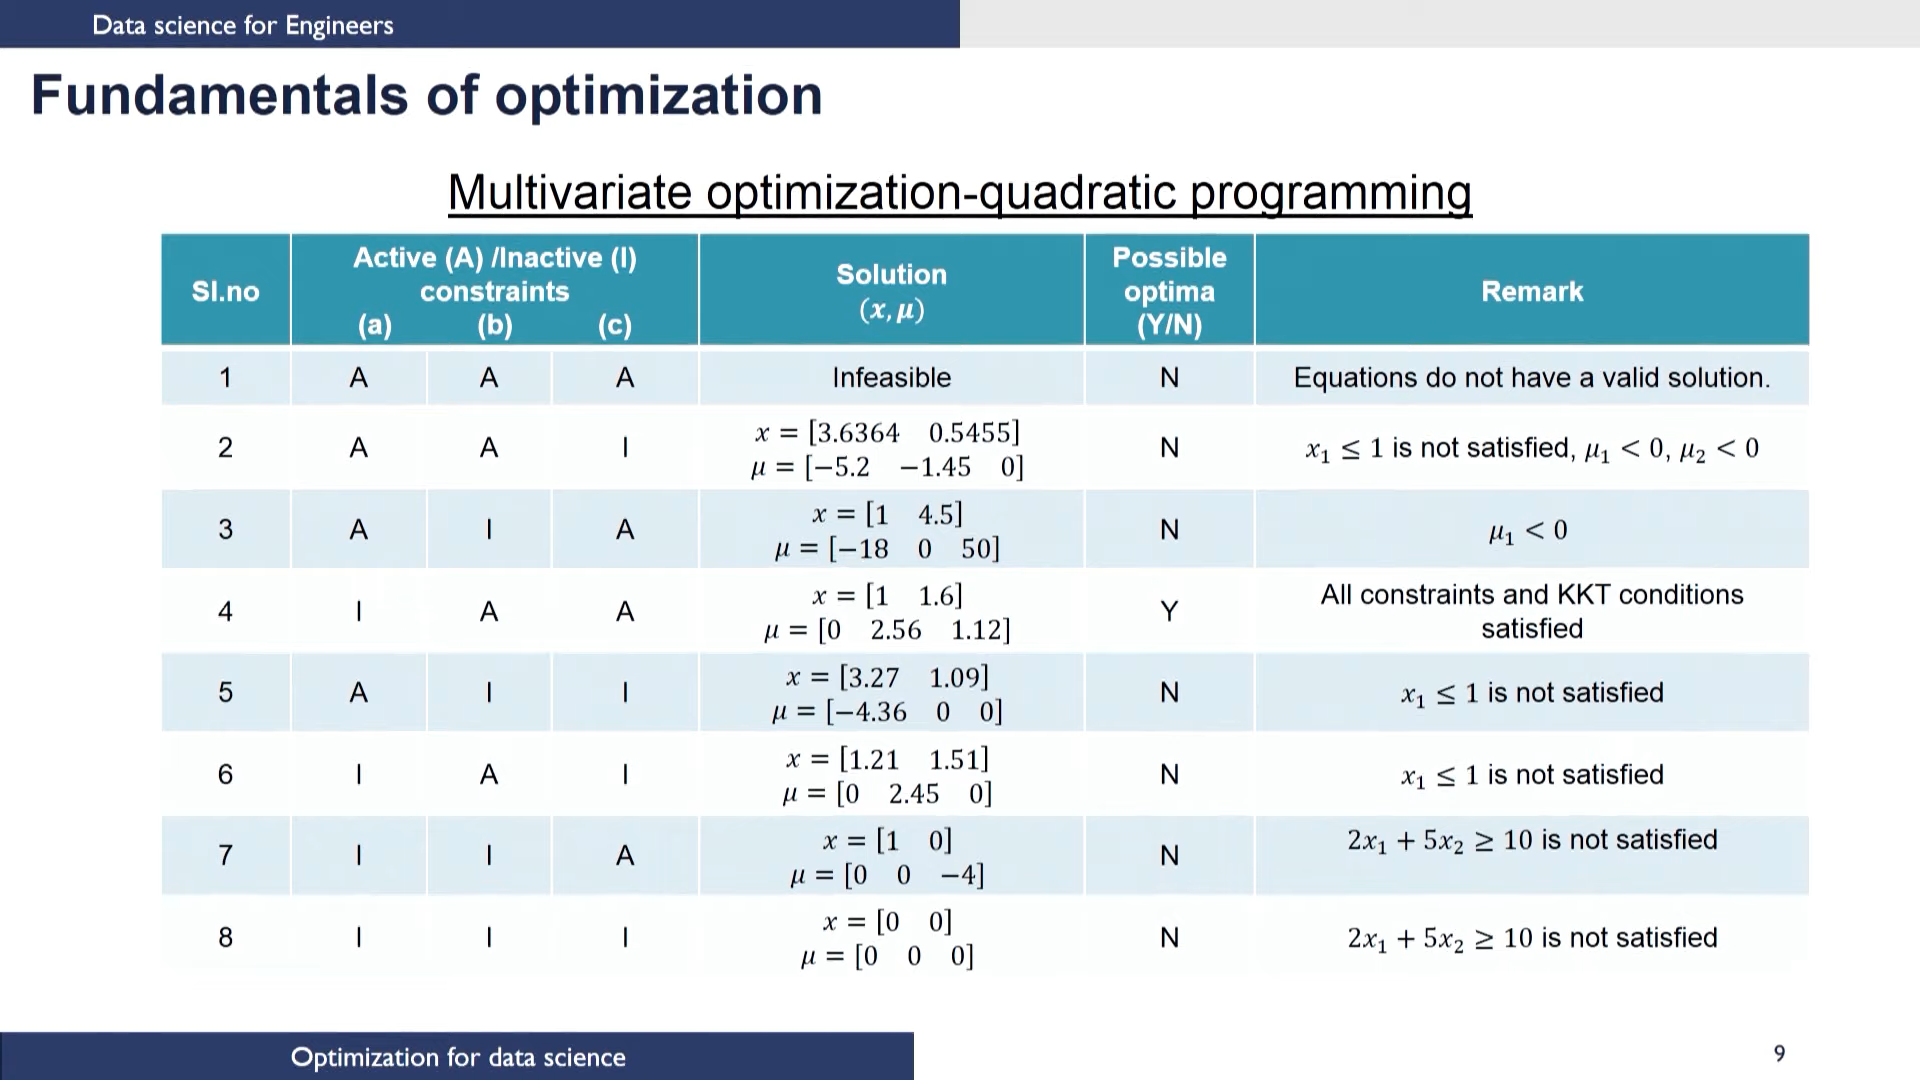 Data science for Engineers
Fundamentals of optimization
Multivariate optimization-quadratic programming
Sl.no
Active (A) /Inactive (I)
constraints
(a) (b) (c)
Solution
(x, μ)
Possible
optima
(Y/N)
Remark
1 A A A Infeasible N Equations do not have a valid solution.
2 A A I
x = [3.6364 0.5455]
μ = [−5.2 −1.45 0]
N
x₁ ≤ 1 is not satisfied, μ₁ < 0, μ₂ < 0
3 A I A
x = [1 4.5]
μ = [−18 0 50]
N
μ₁ < 0
4 I A A
x = [1 1.6]
μ = [0 2.56 1.12]
Y
All constraints and KKT conditions
satisfied
5 A I I
x = [3.27 1.09]
μ = [−4.36 0 0]
N
x₁ ≤ 1 is not satisfied
6 I A I
x = [1.21 1.51]
μ = [0 2.45 0]
N
x₁ ≤ 1 is not satisfied
7 I I A
x = [1 0]
μ = [0 0 −4]
N
2x₁ + 5x₂ ≥ 10 is not satisfied
8 I I I
x = [0 0]
μ = [0 0 0]
N
2x₁ + 5x₂ ≥ 10 is not satisfied
Optimization for data science
9